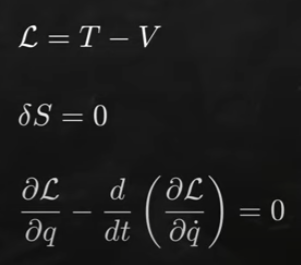 ℒ = T − V
δS = 0
∂ℒ/∂q − d/dt (∂ℒ/∂q̇) = 0